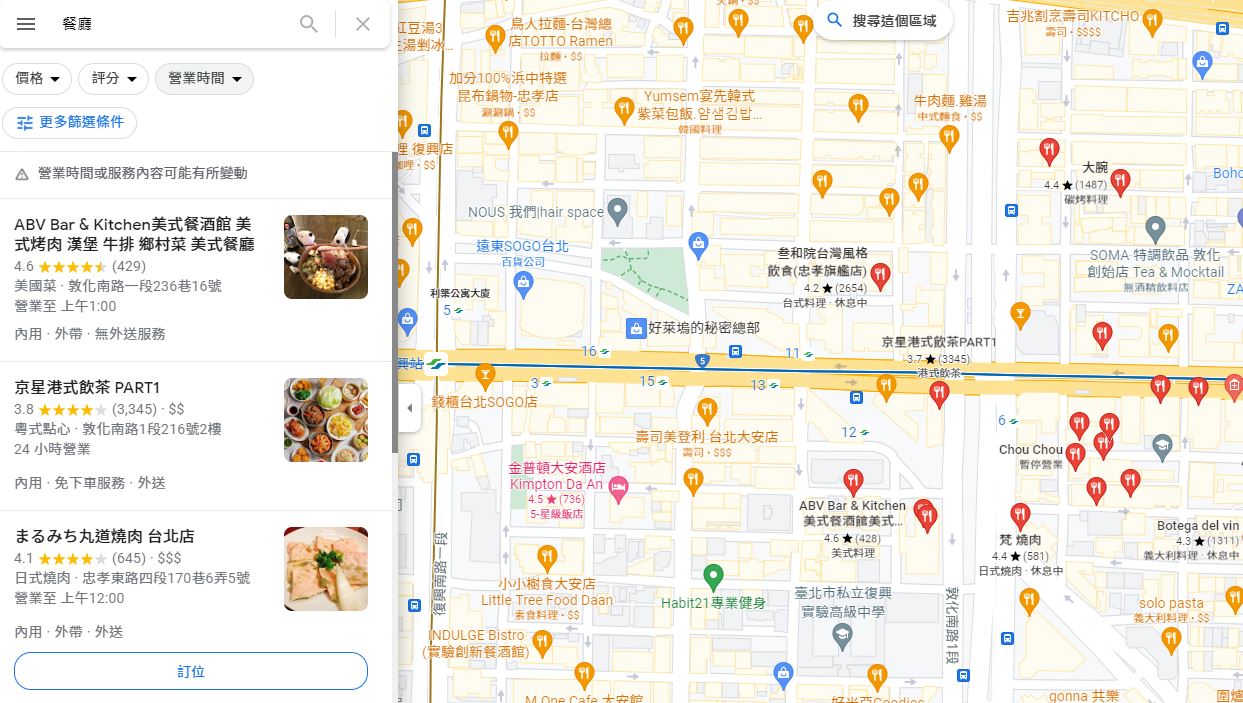 餐廳
價格
評分
營業時間
更多篩選條件
營業時間或服務內容可能有所變動
ABV Bar & Kitchen美式餐酒館 美
式烤肉 漢堡 牛排 鄉村菜 美式餐廳
4.6 ★★★★★ (429)
美國菜 · 敦化南路一段236巷16號
營業至 上午1:00
內用 · 外帶 · 無外送服務
京星港式飲茶 PART1
3.8 ★★★★★ (3,345) · $$
粵式點心 · 敦化南路1段216號2樓
24 小時營業
內用 · 免下車服務 · 外送
まるみち丸道燒肉 台北店
4.1 ★★★★★ (645) · $$$
日式燒肉 · 忠孝東路四段170巷6弄5號
營業至 上午12:00
內用 · 外帶 · 外送
訂位
搜尋這個區域
紅豆湯3
鳥人拉麵-台灣總
店TOTTO Ramen
拉麵 · $$
吉兆割烹壽司KITCHO
壽司 · $$$$
加分100%浜中特選
昆布鍋物-忠孝店
涮涮鍋 · $$
Yumsem宴先韓式
紫菜包飯.얌샘김밥...
韓國料理
牛肉麵.雞湯
中式麵食 · $$
復興店
$$
大腕
4.4 ★ (1487)
碳烤料理
Boho
NOUS 我們|hair space
遠東SOGO台北
百貨公司
叁和院台灣風格
飲食(忠孝旗艦店)
4.2 ★ (2654)
台式料理 · 休息中
SOMA 特調飲品 敦化
創始店 Tea & Mocktail
無酒精飲料店
ZA
利築公寓大廈
5
好萊塢的秘密總部
京星港式飲茶PART1
3.7 ★ (3345)
港式飲茶
16
5
11
興站
3
15
13
錢櫃台北SOGO店
12
6
壽司美登利 台北大安店
壽司 · $$$
Chou Chou
暫停營業
金普頓大安酒店
Kimpton Da An
4.5 ★ (736)
5-星級飯店
ABV Bar & Kitchen
美式餐酒館美式...
4.6 ★ (428)
美式料理
Botega del vin
4.3 ★ (1311)
義大利料理 · 休息中
梵 燒肉
4.4 ★ (581)
日式燒肉 · 休息中
復興南路一段
小小樹食大安店
Little Tree Food Daan
素食料理 · $$
Habit21專業健身
臺北市私立復興
實驗高級中學
敦化南路1段
solo pasta
義大利料理 · $$
INDULGE Bistro
(實驗創新餐酒館)
M One Cafe 大安館
好米亞Goodies
gonna 共樂
圍爐